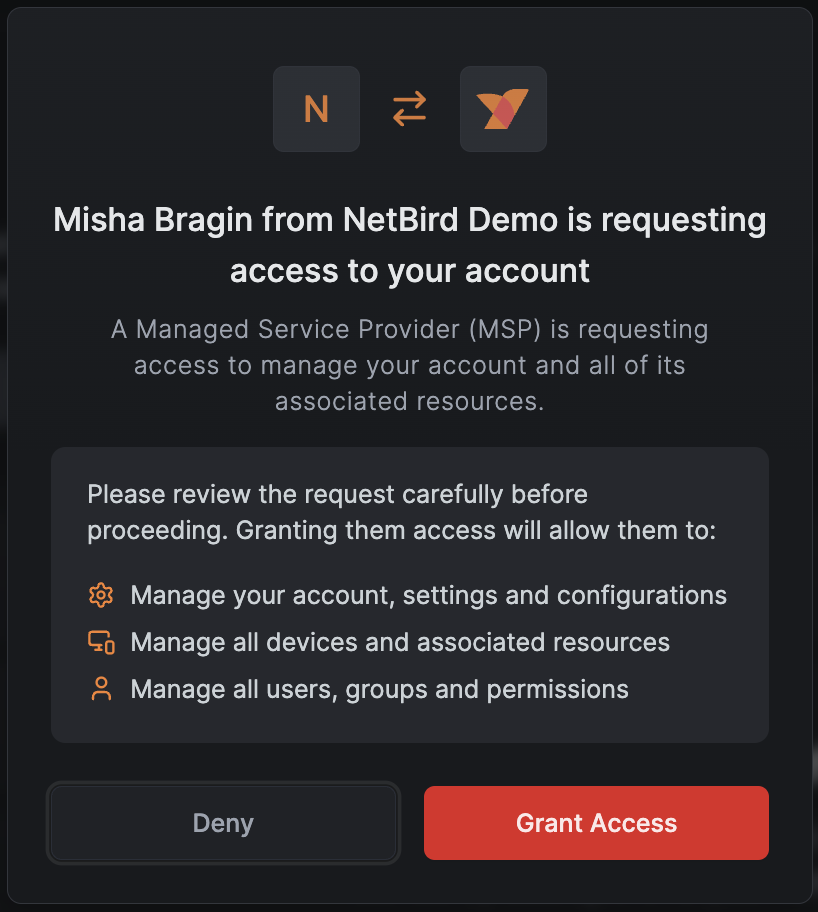 N
Misha Bragin from NetBird Demo is requesting
access to your account
A Managed Service Provider (MSP) is requesting
access to manage your account and all of its
associated resources.
Please review the request carefully before
proceeding. Granting them access will allow them to:
Manage your account, settings and configurations
Manage all devices and associated resources
Manage all users, groups and permissions
Deny
Grant Access